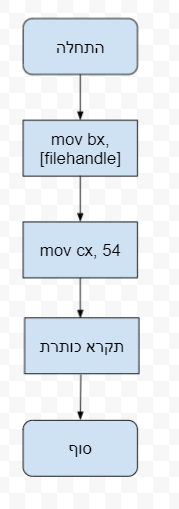 התחלה
mov bx,
[filehandle]
mov cx, 54
תקרא כותרת
סוף